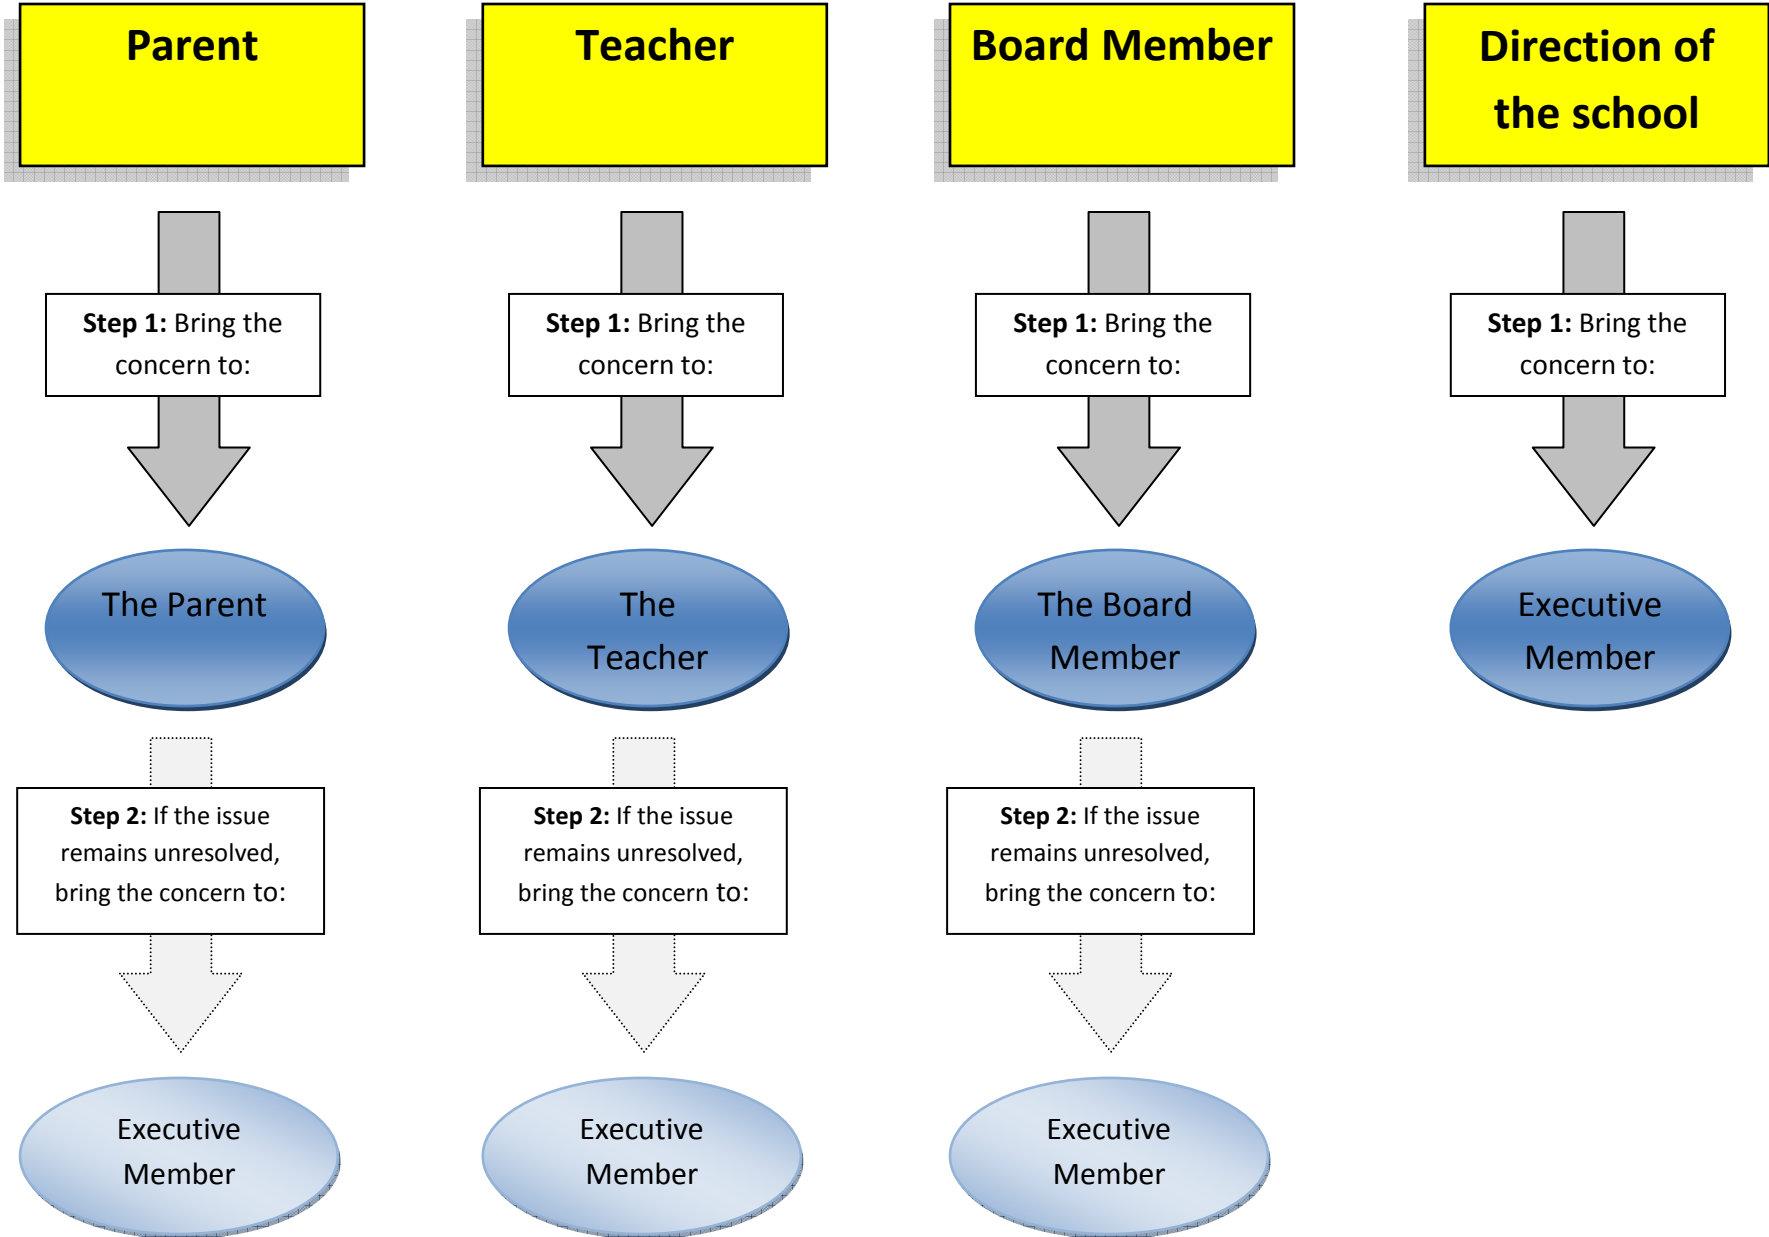 Parent
Teacher
Board Member
Direction of
the school
Step 1: Bring the
concern to:
Step 1: Bring the
concern to:
Step 1: Bring the
concern to:
Step 1: Bring the
concern to:
The Parent
The
Teacher
The Board
Member
Executive
Member
Step 2: If the issue
remains unresolved,
bring the concern to:
Step 2: If the issue
remains unresolved,
bring the concern to:
Step 2: If the issue
remains unresolved,
bring the concern to:
Executive
Member
Executive
Member
Executive
Member